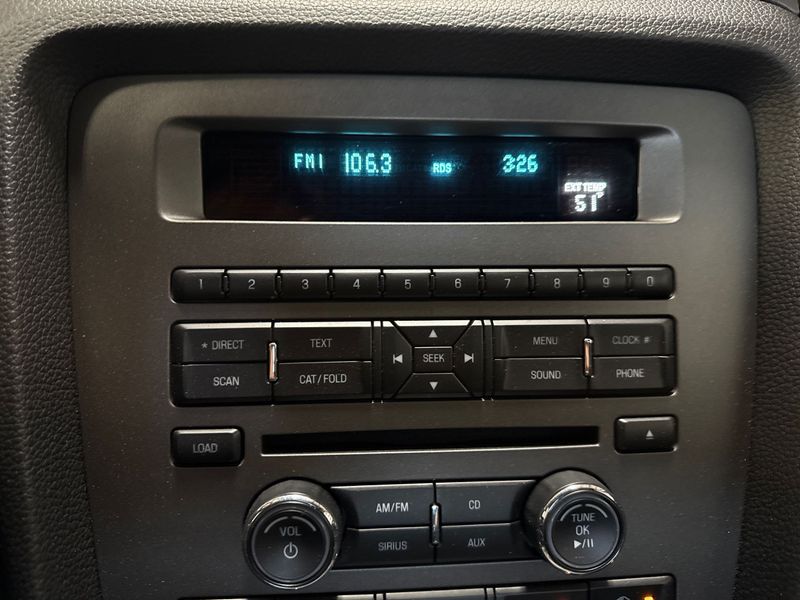 FM1 106.3 RDS 3:26
EXT TEMP
51°
1 2 3 4 5 6 7 8 9 0
* DIRECT TEXT MENU CLOCK #
SEEK
SCAN CAT/FOLD SOUND PHONE
LOAD
AM/FM CD
VOL TUNE
OK
SIRIUS AUX